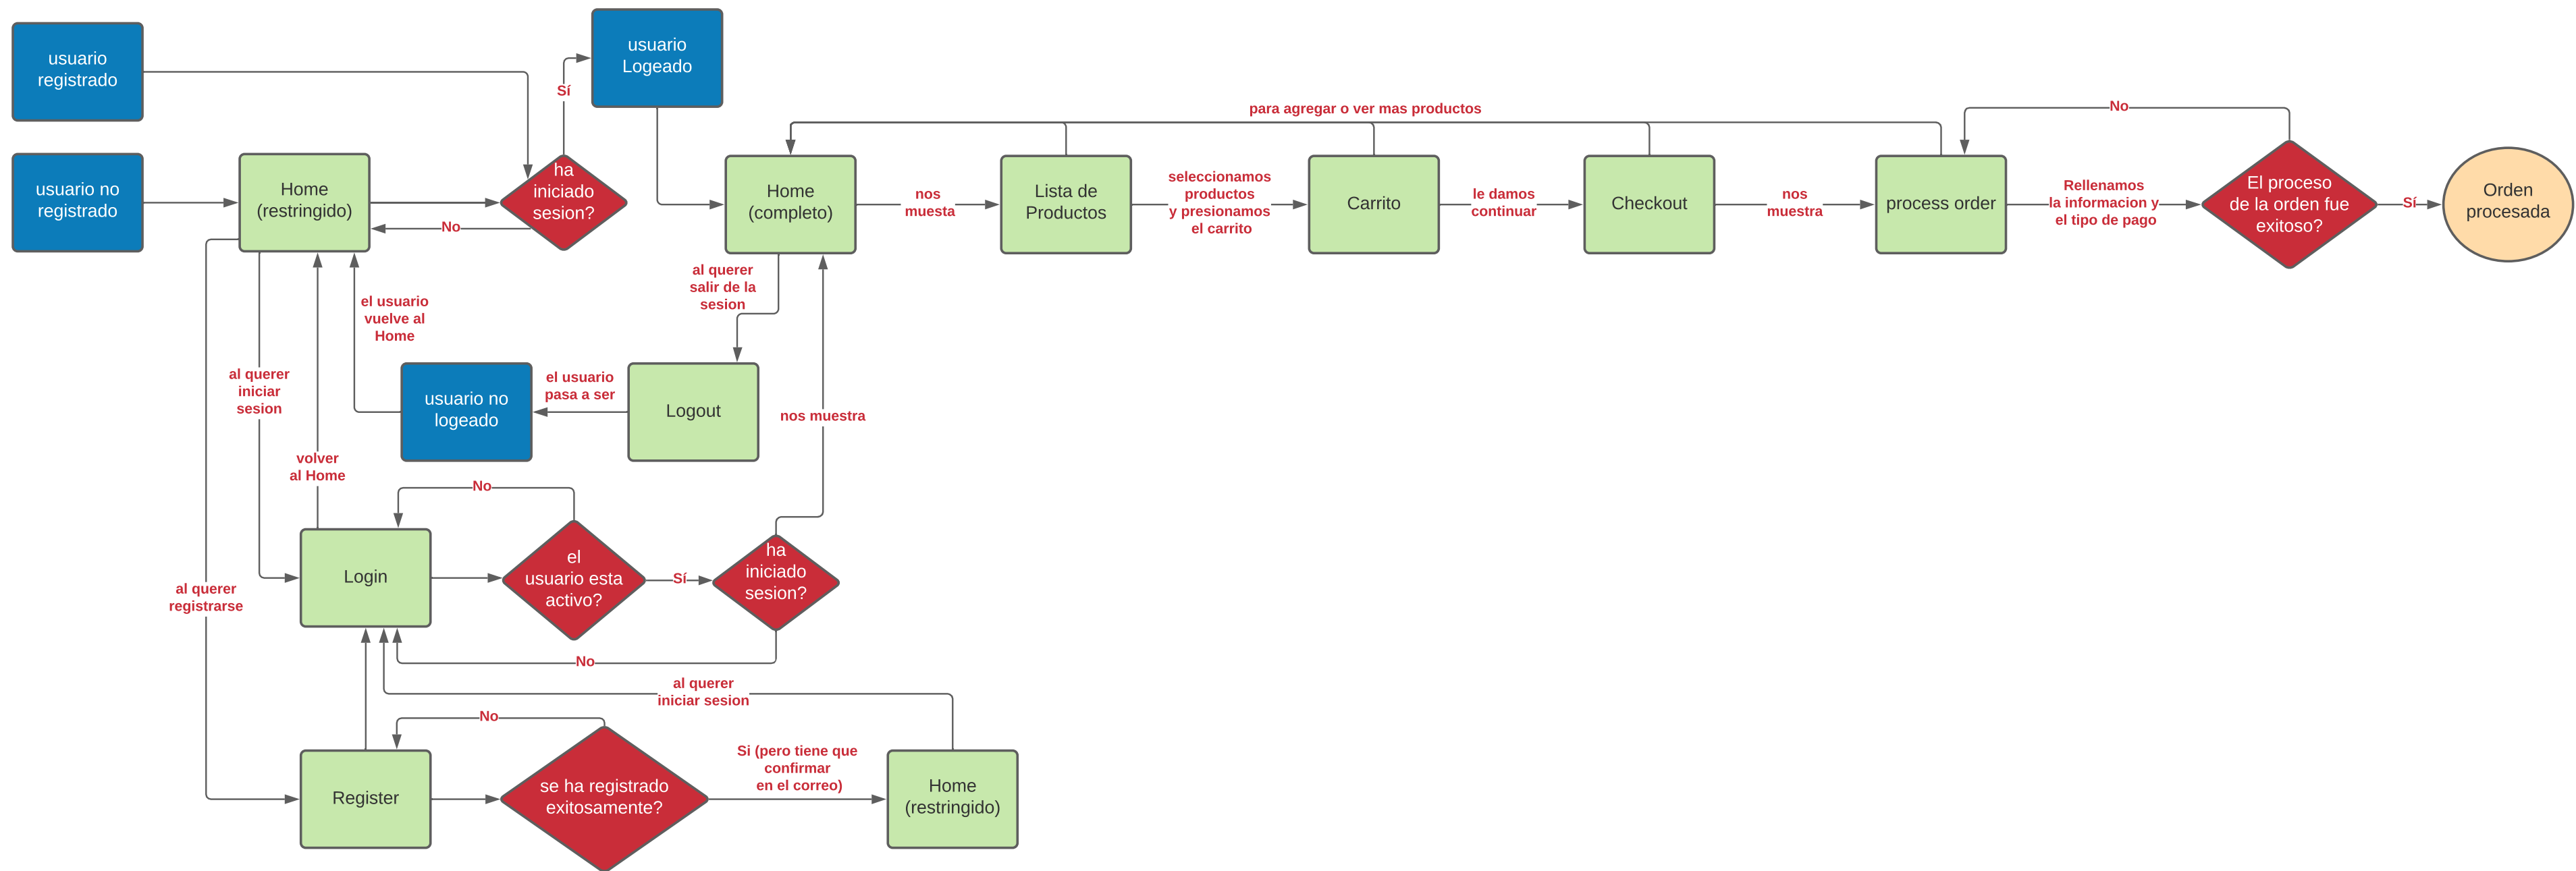 usuario
registrado
usuario
Logeado
Sí
para agregar o ver mas productos
No
usuario no
registrado
Home
(restringido)
ha
iniciado
sesion?
No
Home
(completo)
nos
muesta
Lista de
Productos
seleccionamos
productos
y presionamos
el carrito
Carrito
le damos
continuar
Checkout
nos
muestra
process order
Rellenamos
la informacion y
el tipo de pago
El proceso
de la orden fue
exitoso?
Sí
Orden
procesada
al querer
salir de la
sesion
el usuario
vuelve al
Home
al querer
iniciar
sesion
usuario no
logeado
el usuario
pasa a ser
Logout
nos muestra
volver
al Home
No
Login
el
usuario esta
activo?
Sí
ha
iniciado
sesion?
al querer
registrarse
No
al querer
iniciar sesion
No
Register
se ha registrado
exitosamente?
Si (pero tiene que
confirmar
en el correo)
Home
(restringido)